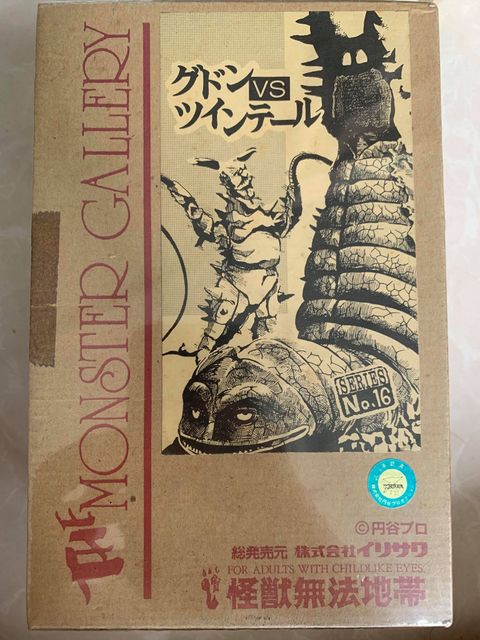 THE MONSTER GALLERY
グドン VS
ツインテール
SERIES
No.16
©円谷プロ
総発売元 株式会社イリサワ
FOR ADULTS WITH CHILDLIKE EYES
怪獣無法地帯